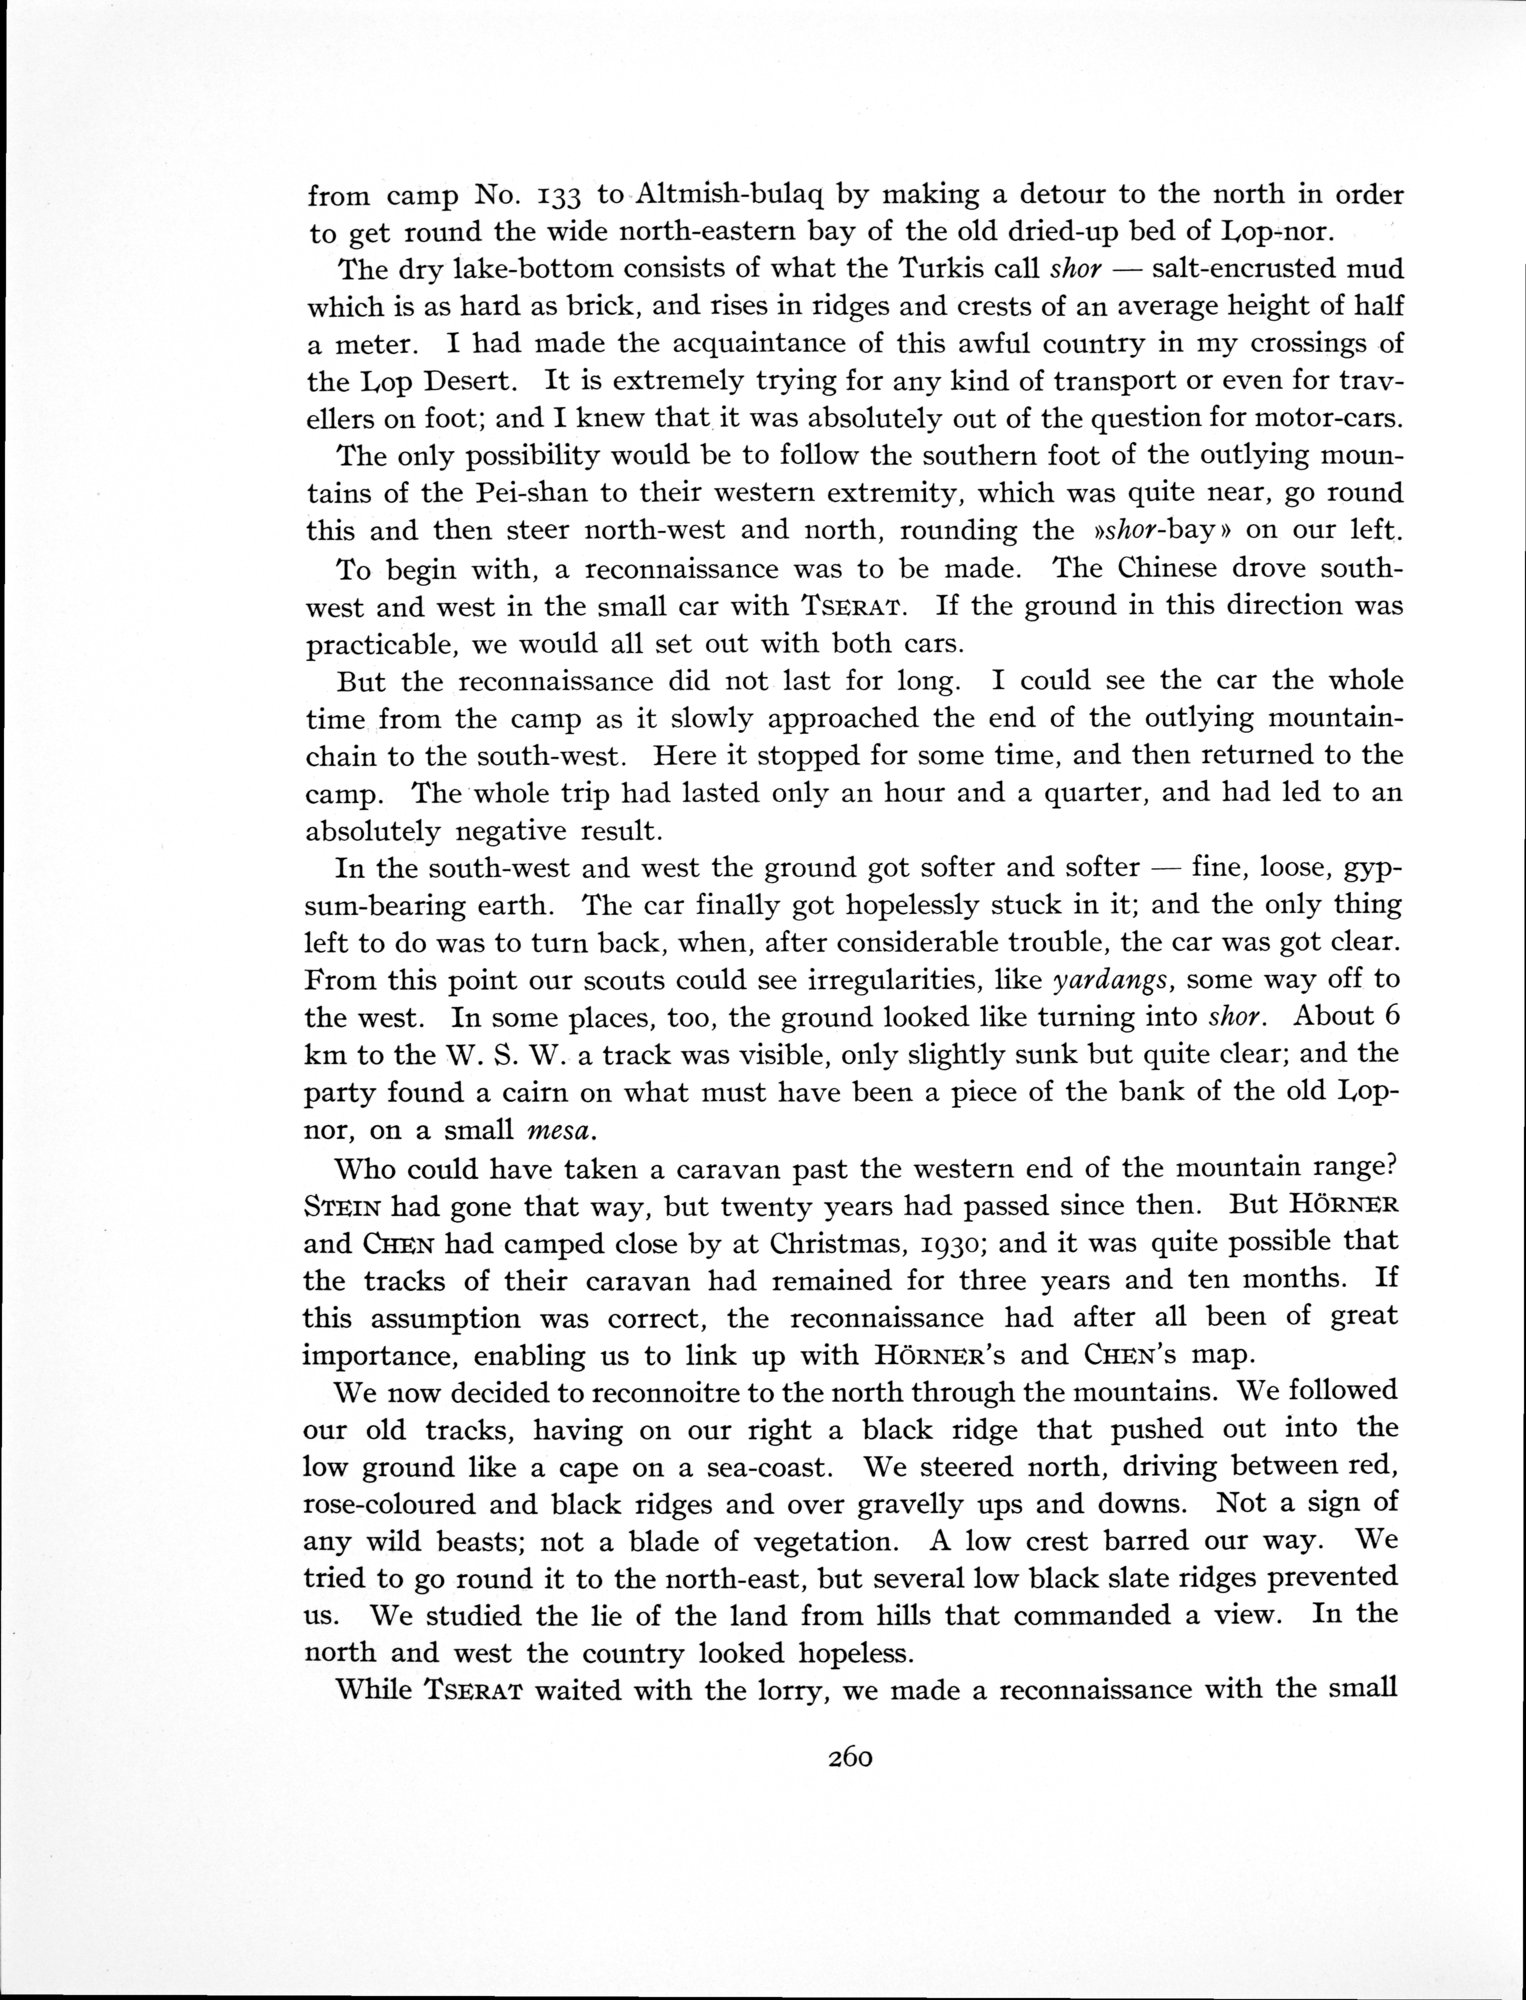 from camp No. 133 to Altmish-bulaq by making a detour to the north in order
to get round the wide north-eastern bay of the old dried-up bed of Lop-nor.
The dry lake-bottom consists of what the Turkis call shor — salt-encrusted mud
which is as hard as brick, and rises in ridges and crests of an average height of half
a meter. I had made the acquaintance of this awful country in my crossings of
the Lop Desert. It is extremely trying for any kind of transport or even for trav-
ellers on foot; and I knew that it was absolutely out of the question for motor-cars.
The only possibility would be to follow the southern foot of the outlying moun-
tains of the Pei-shan to their western extremity, which was quite near, go round
this and then steer north-west and north, rounding the »shor-bay» on our left.
To begin with, a reconnaissance was to be made. The Chinese drove south-
west and west in the small car with TSERAT. If the ground in this direction was
practicable, we would all set out with both cars.
But the reconnaissance did not last for long. I could see the car the whole
time from the camp as it slowly approached the end of the outlying mountain-
chain to the south-west. Here it stopped for some time, and then returned to the
camp. The whole trip had lasted only an hour and a quarter, and had led to an
absolutely negative result.
In the south-west and west the ground got softer and softer — fine, loose, gyp-
sum-bearing earth. The car finally got hopelessly stuck in it; and the only thing
left to do was to turn back, when, after considerable trouble, the car was got clear.
From this point our scouts could see irregularities, like yardangs, some way off to
the west. In some places, too, the ground looked like turning into shor. About 6
km to the W. S. W. a track was visible, only slightly sunk but quite clear; and the
party found a cairn on what must have been a piece of the bank of the old Lop-
nor, on a small mesa.
Who could have taken a caravan past the western end of the mountain range?
STEIN had gone that way, but twenty years had passed since then. But HÖRNER
and CHEN had camped close by at Christmas, 1930; and it was quite possible that
the tracks of their caravan had remained for three years and ten months. If
this assumption was correct, the reconnaissance had after all been of great
importance, enabling us to link up with HÖRNER'S and CHEN'S map.
We now decided to reconnoitre to the north through the mountains. We followed
our old tracks, having on our right a black ridge that pushed out into the
low ground like a cape on a sea-coast. We steered north, driving between red,
rose-coloured and black ridges and over gravelly ups and downs. Not a sign of
any wild beasts; not a blade of vegetation. A low crest barred our way. We
tried to go round it to the north-east, but several low black slate ridges prevented
us. We studied the lie of the land from hills that commanded a view. In the
north and west the country looked hopeless.
While TSERAT waited with the lorry, we made a reconnaissance with the small
260